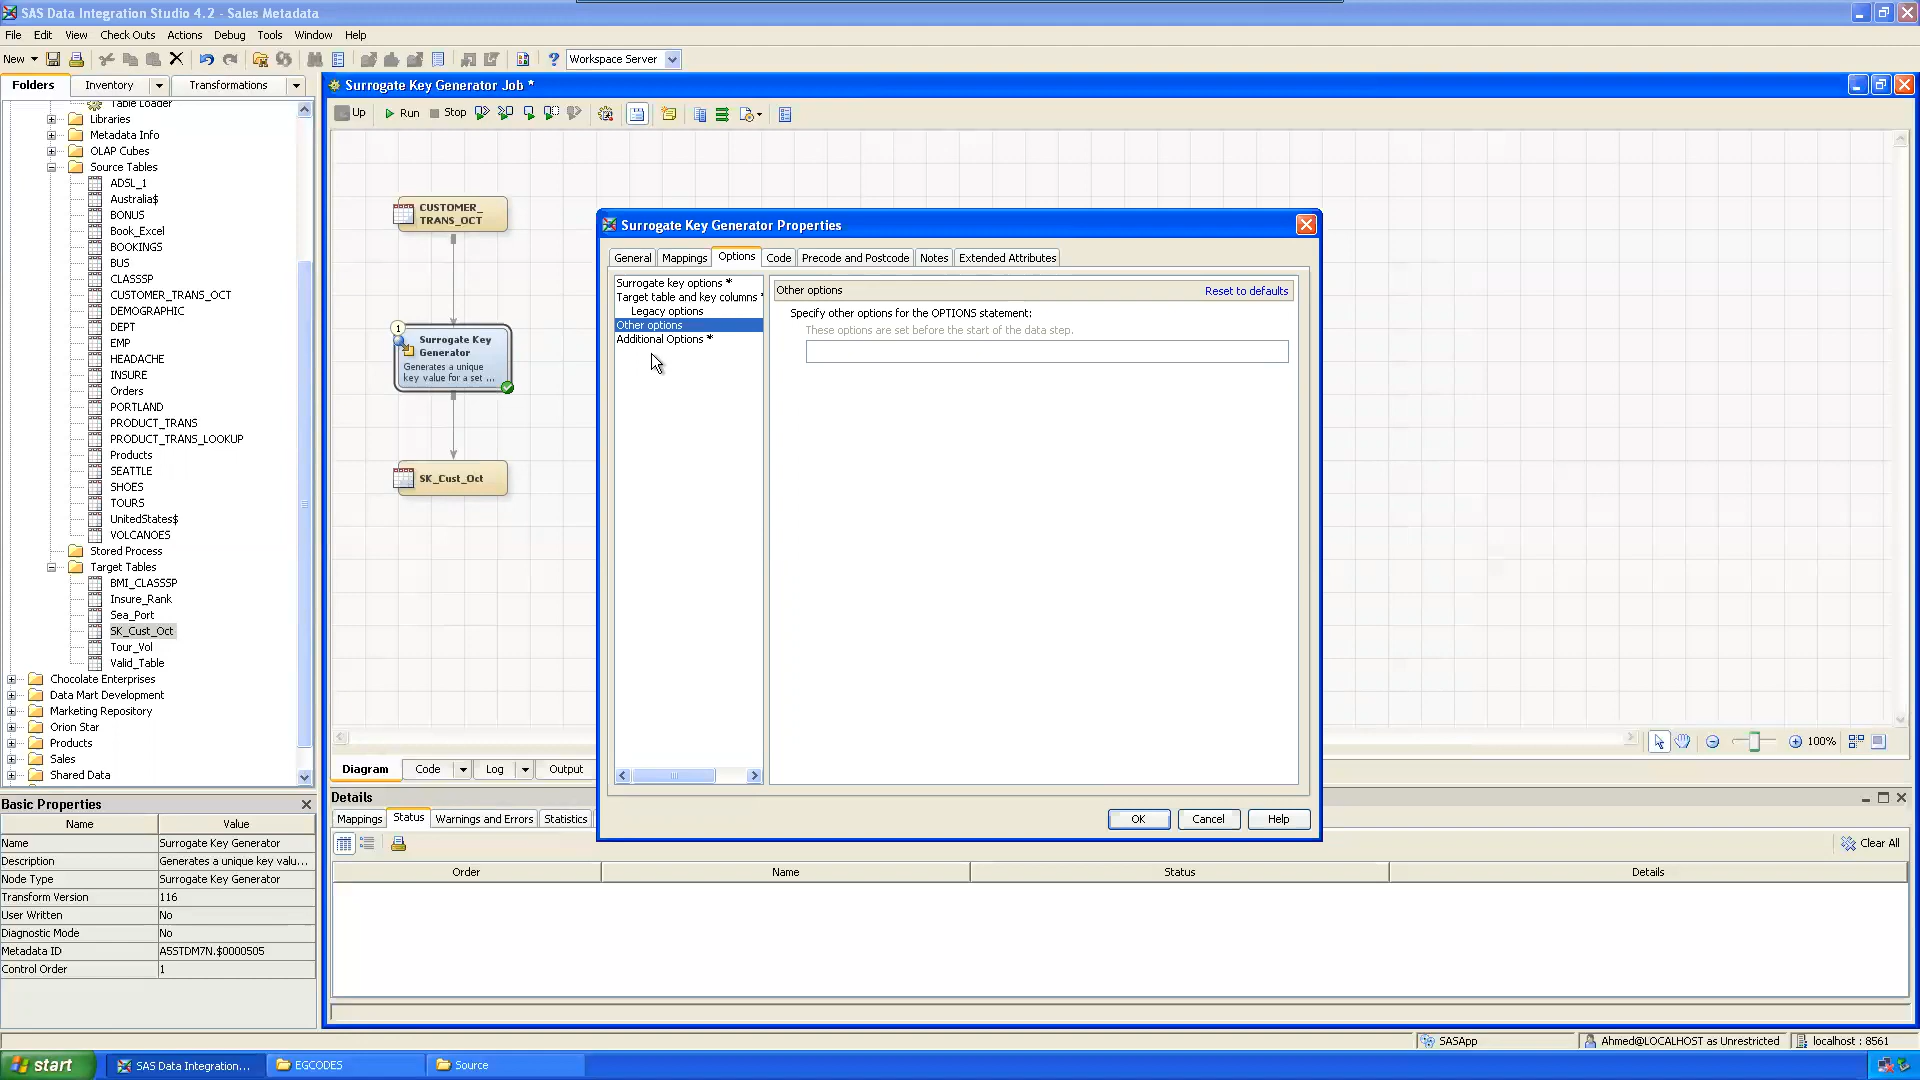 SAS Data Integration Studio 4.2 - Sales Metadata
File Edit View Check Outs Actions Debug Tools Window Help
New Workspace Server
Folders Inventory Transformations
Table Loader
Libraries
Metadata Info
OLAP Cubes
Source Tables
ADSL_1
Australia$
BONUS
Book_Excel
BOOKINGS
BUS
CLASSSP
CUSTOMER_TRANS_OCT
DEMOGRAPHIC
DEPT
EMP
HEADACHE
INSURE
Orders
PORTLAND
PRODUCT_TRANS
PRODUCT_TRANS_LOOKUP
Products
SEATTLE
SHOES
TOURS
UnitedStates$
VOLCANOES
Stored Process
Target Tables
BMI_CLASSSP
Insure_Rank
Sea_Port
SK_Cust_Oct
Tour_Vol
Valid_Table
Chocolate Enterprises
Data Mart Development
Marketing Repository
Orion Star
Products
Sales
Shared Data
Basic Properties
Name Value
Name Surrogate Key Generator
Description Generates a unique key valu...
Node Type Surrogate Key Generator
Transform Version 116
User Written No
Diagnostic Mode No
Metadata ID A5STDM7N.$0000505
Control Order 1
Surrogate Key Generator Job *
Up Run Stop
CUSTOMER_
TRANS_OCT
1
Surrogate Key
Generator
Generates a unique
key value for a set ...
SK_Cust_Oct
Surrogate Key Generator Properties
General Mappings Options Code Precode and Postcode Notes Extended Attributes
Surrogate key options *
Target table and key columns *
Legacy options
Other options
Additional Options *
Other options Reset to defaults
Specify other options for the OPTIONS statement:
These options are set before the start of the data step.
OK Cancel Help
100%
Diagram Code Log Output
Details
Mappings Status Warnings and Errors Statistics
Clear All
Order Name Status Details
SASApp Ahmed@LOCALHOST as Unrestricted localhost : 8561
start SAS Data Integration... EGCODES Source